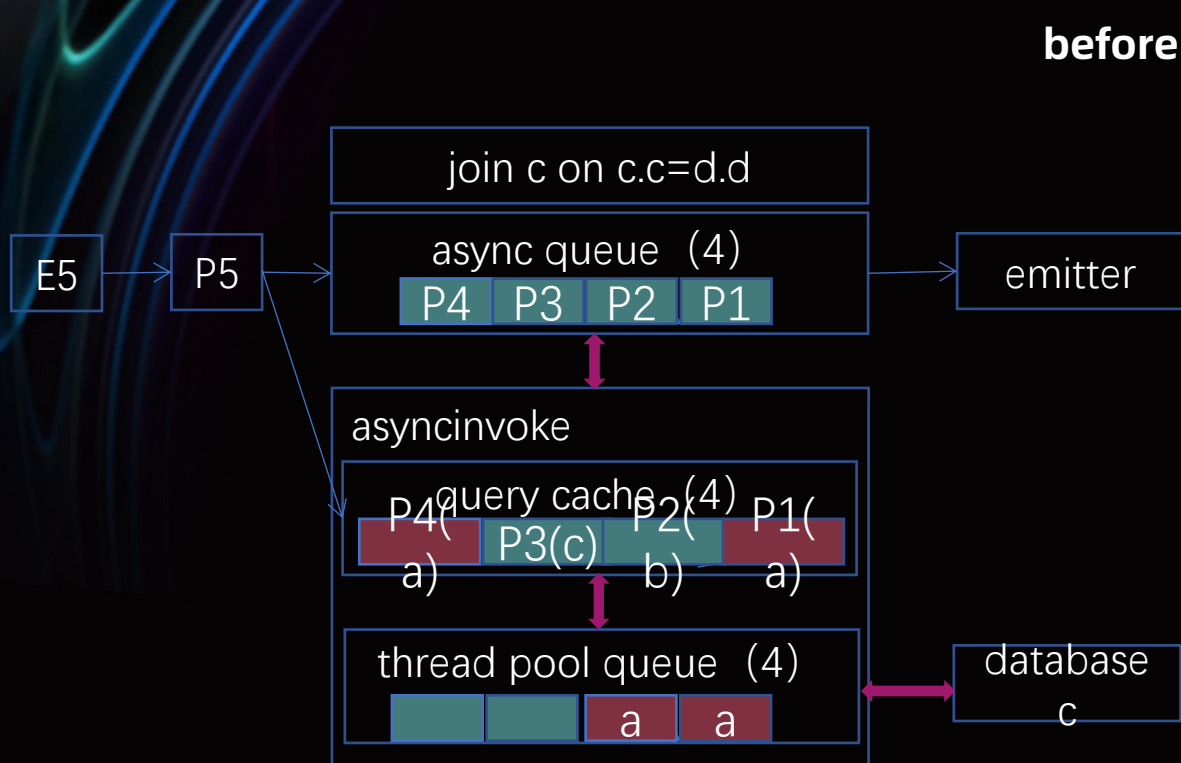 before
join c on c.c=d.d
E5
P5
async queue（4）
P4 P3 P2 P1
emitter
asyncinvoke
query cache（4）
P4(
a)
P3(c)
P2(
b)
P1(
a)
thread pool queue（4）
a a
database
c